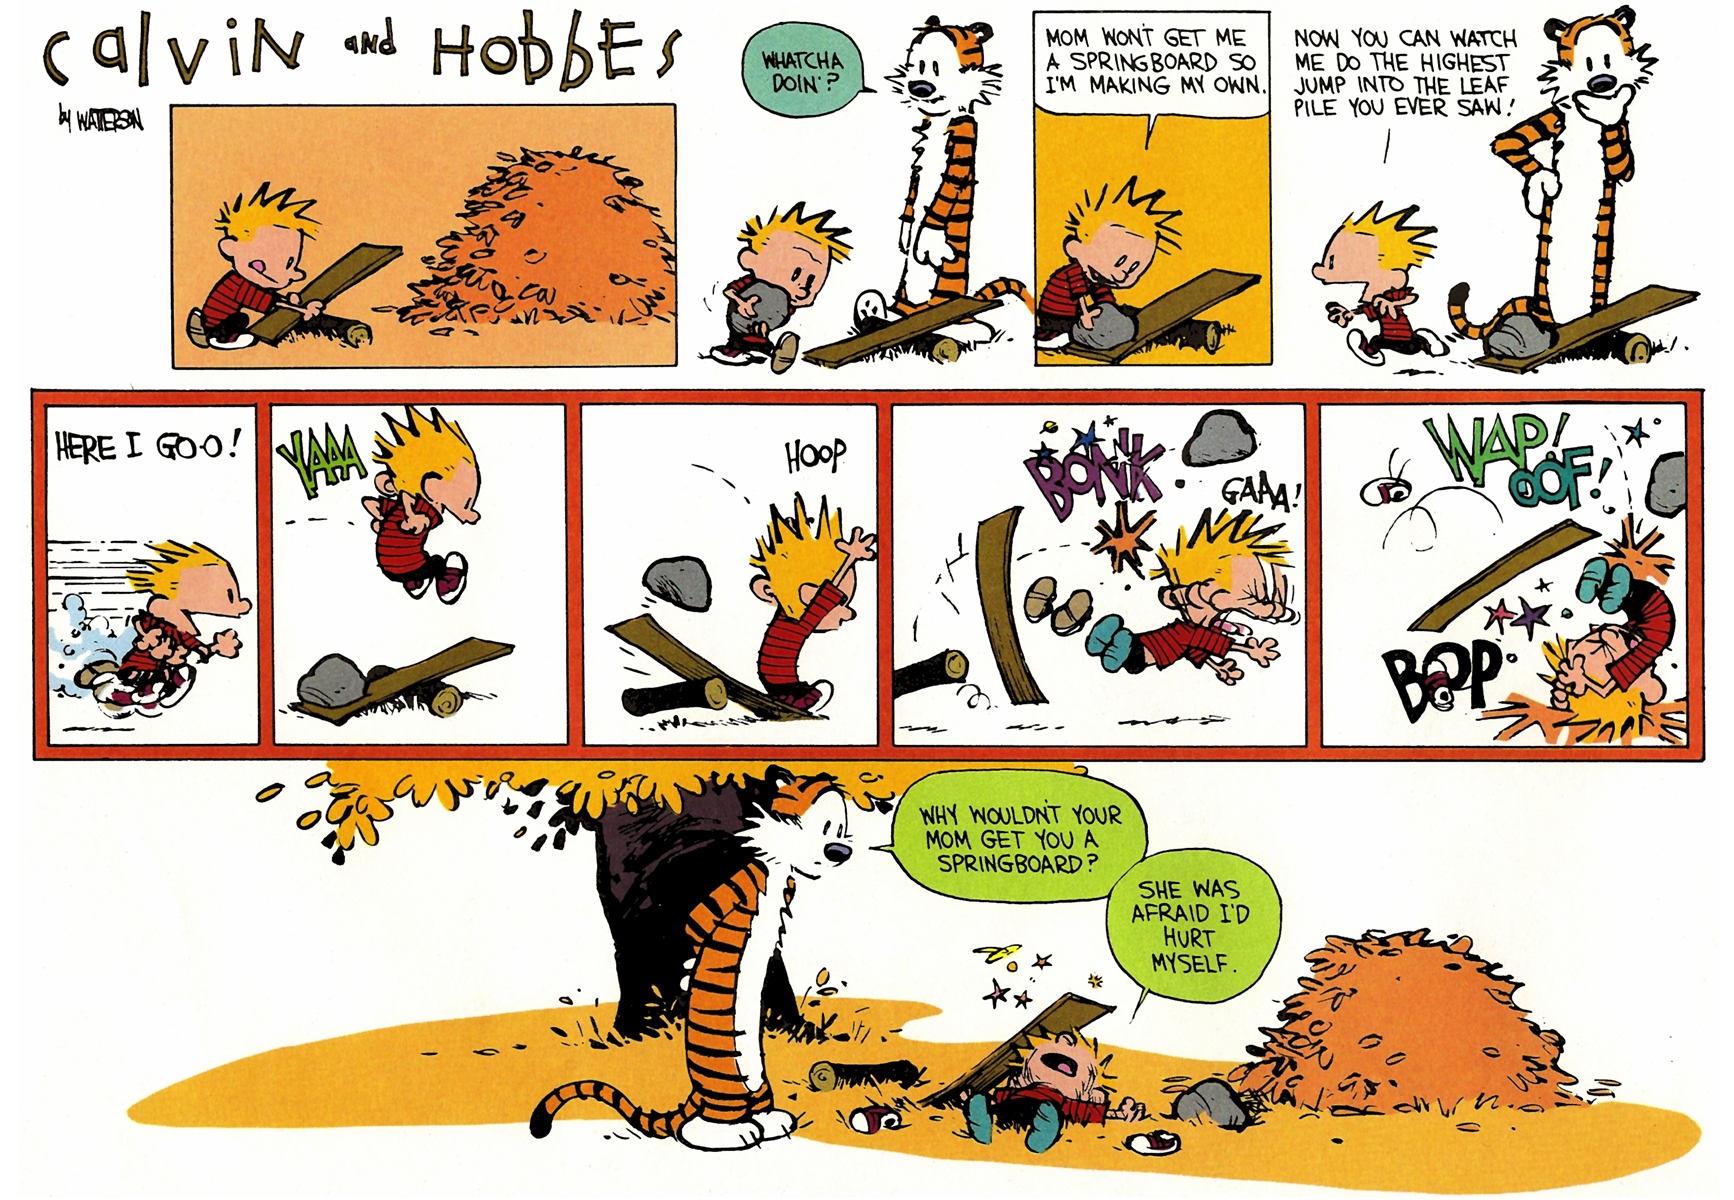 CALVIN AND HOBBES
by WATTERSON
WHATCHA
DOIN'?
MOM WON'T GET ME
A SPRINGBOARD SO
I'M MAKING MY OWN.
NOW YOU CAN WATCH
ME DO THE HIGHEST
JUMP INTO THE LEAF
PILE YOU EVER SAW!
HERE I GO-O!
YAAA
HOOP
BONK
GAAA!
WAP!
OOF!
BOP
WHY WOULDN'T YOUR
MOM GET YOU A
SPRINGBOARD?
SHE WAS
AFRAID I'D
HURT
MYSELF.